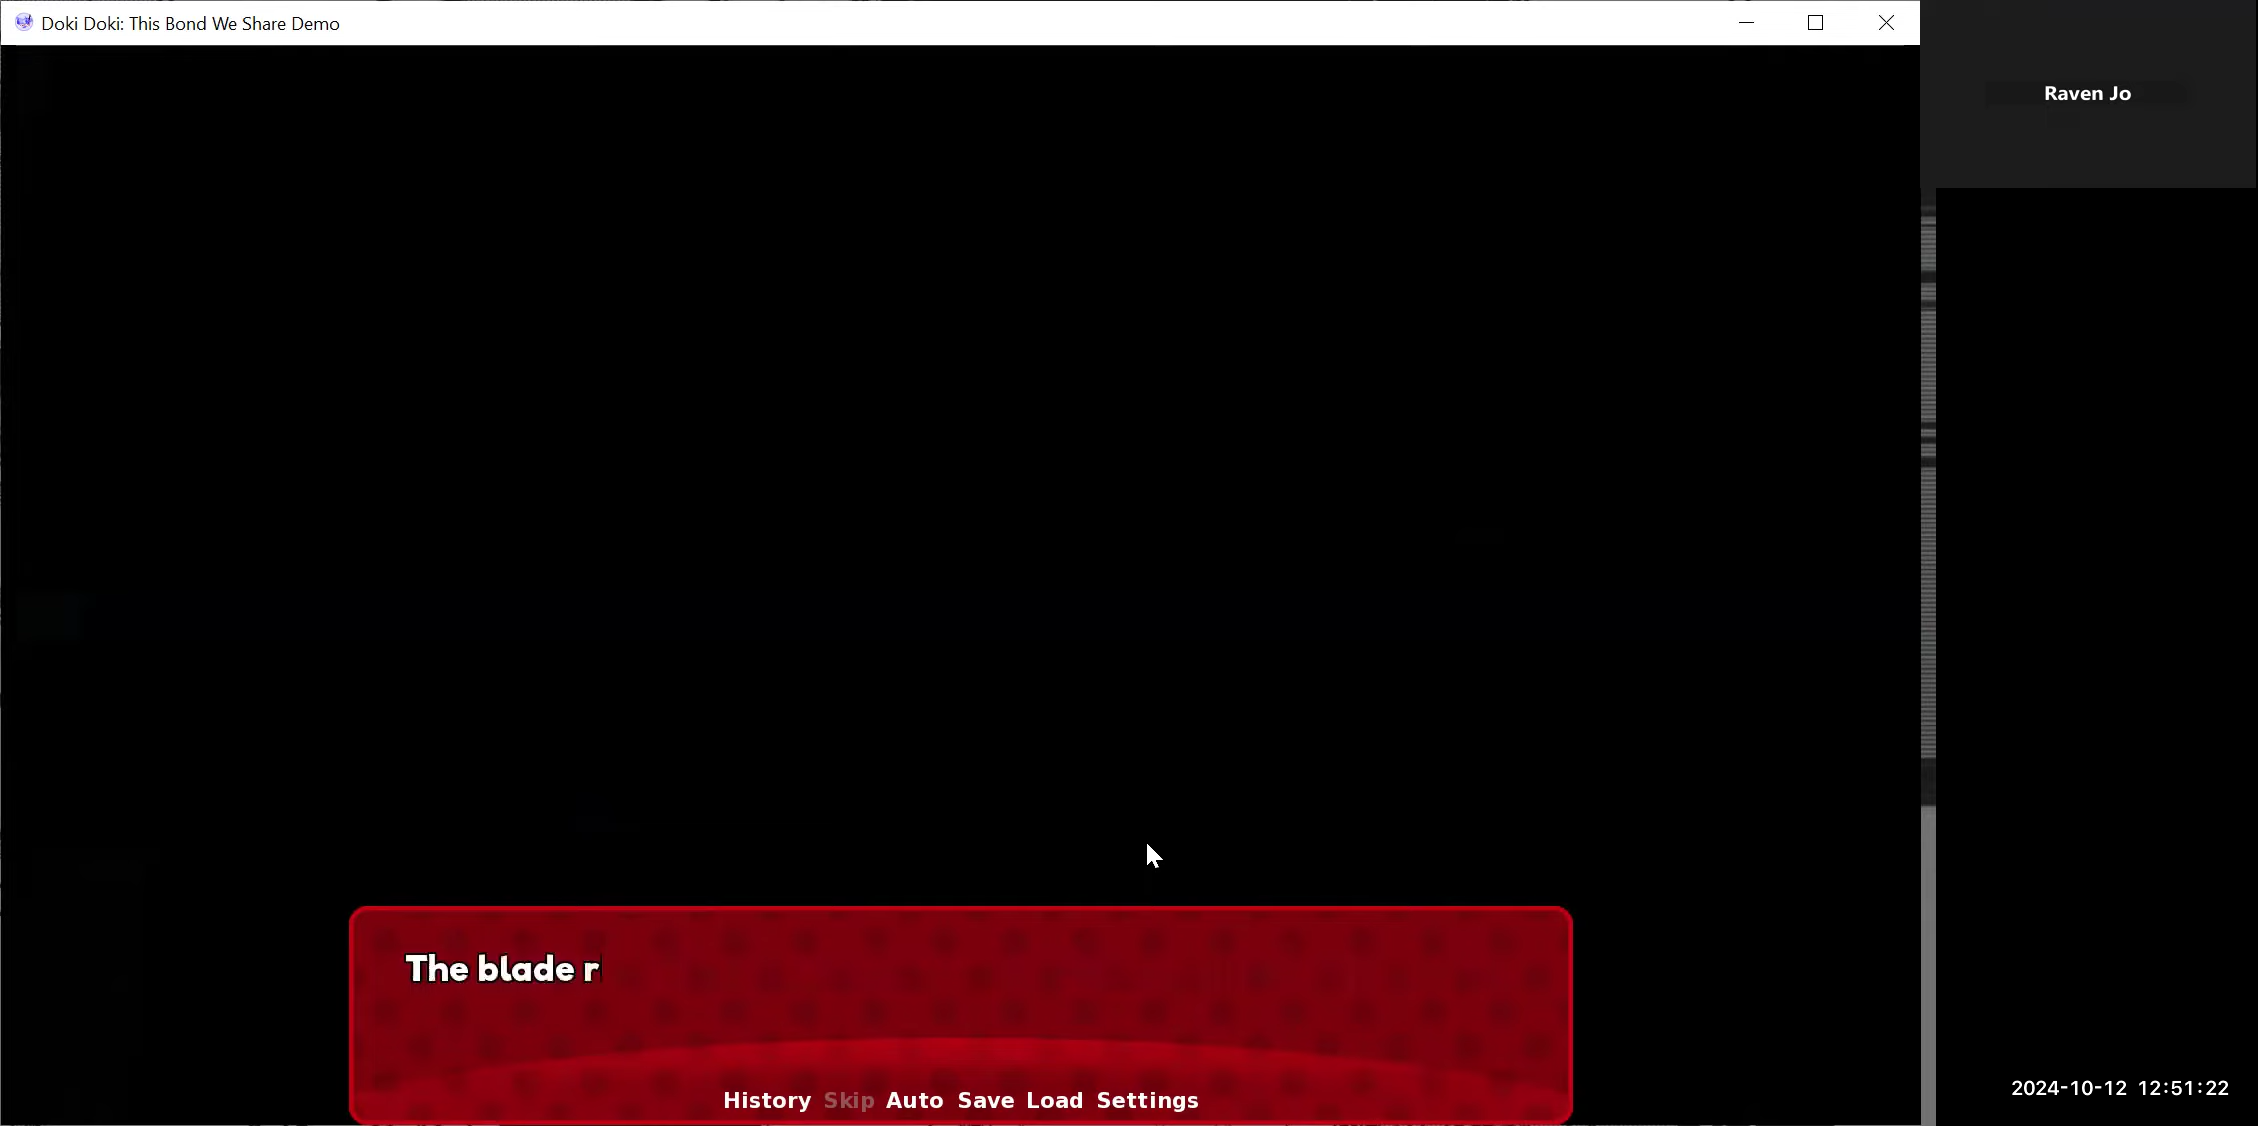 Doki Doki: This Bond We Share Demo
Raven Jo
The blade r
History Skip Auto Save Load Settings
2024-10-12 12:51:22